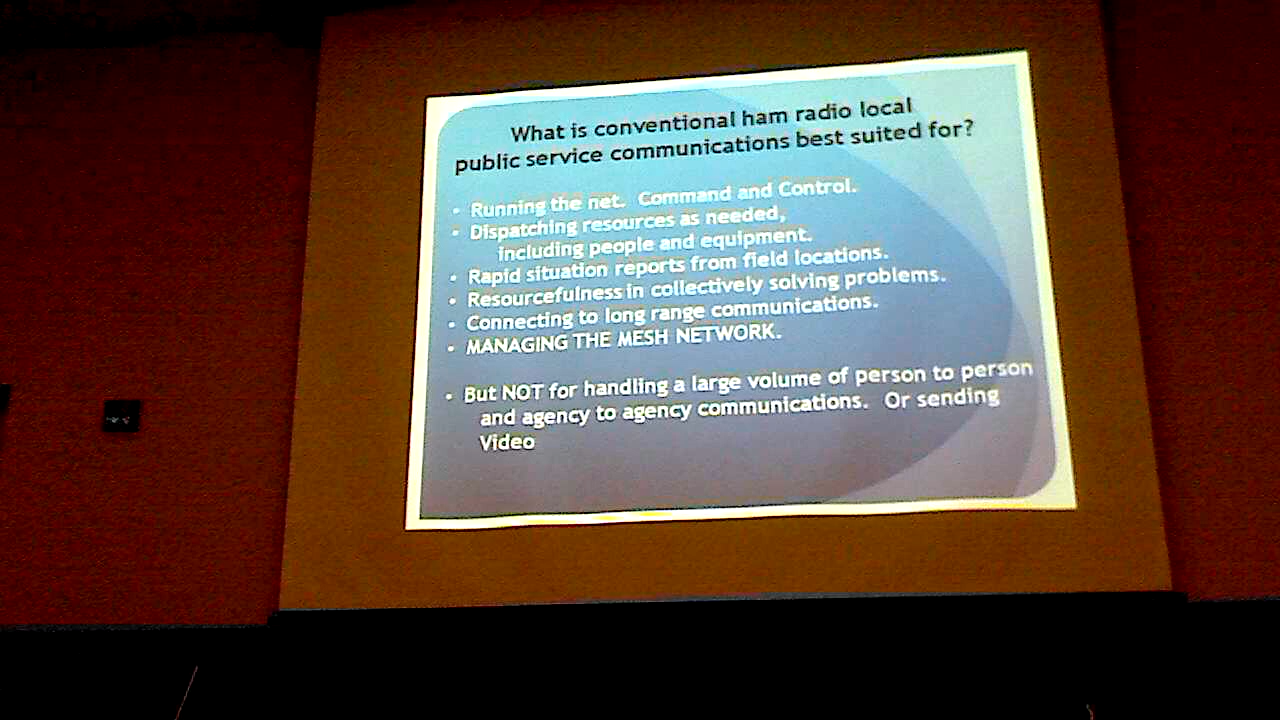 What is conventional ham radio local
public service communications best suited for?
• Running the net. Command and Control.
• Dispatching resources as needed,
including people and equipment.
• Rapid situation reports from field locations.
• Resourcefulness in collectively solving problems.
• Connecting to long range communications.
• MANAGING THE MESH NETWORK.
• But NOT for handling a large volume of person to person
and agency to agency communications. Or sending
Video